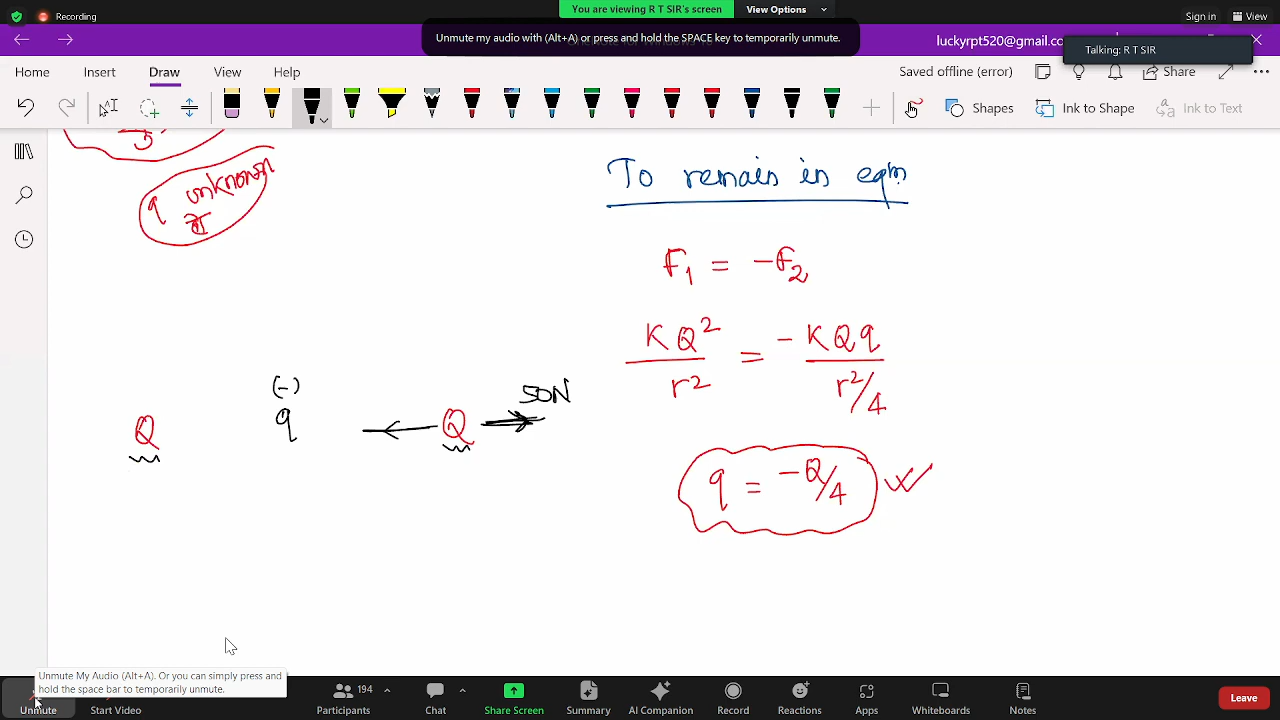 Recording
You are viewing R T SIR's screen
View Options
Sign in
View
Unmute my audio with (Alt+A) or press and hold the SPACE key to temporarily unmute.
luckyrpt520@gmail.co
Talking: R T SIR
Home Insert Draw View Help
Saved offline (error)
Share
Shapes
Ink to Shape
Ink to Text
q unknown
है
To remain in eqm
F₁ = -F₂
KQ²/r² = -KQq/r²/4
q = -Q/4
(-)
50N
Q q Q
Unmute My Audio (Alt+A). Or you can simply press and
hold the space bar to temporarily unmute.
Unmute
Start Video
Participants 194
Chat
Share Screen
Summary
AI Companion
Record
Reactions
Apps
Whiteboards
Notes
Leave